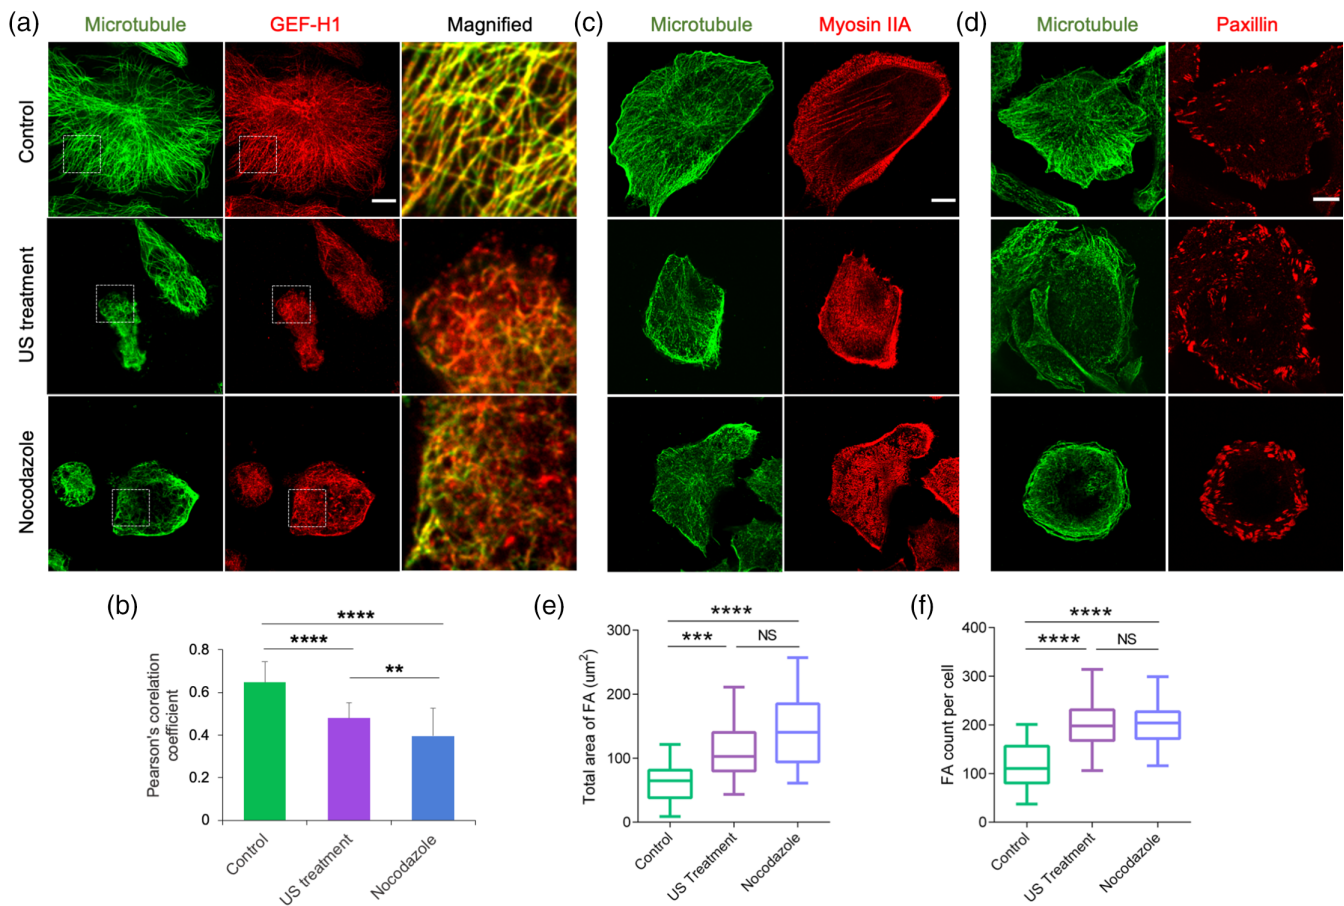 (a) Microtubule GEF-H1 Magnified (c) Microtubule Myosin IIA (d) Microtubule Paxillin
Control
US treatment
Nocodazole
(b)
Pearson's corelation
coefficient
0.8
0.6
0.4
0.2
0
****
****
**
Control
US treatment
Nocodazole
(e)
Total area of FA (um²)
300
200
100
0
****
***
NS
Control
US Treatment
Nocodazole
(f)
FA count per cell
400
300
200
100
0
****
****
NS
Control
US Treatment
Nocodazole